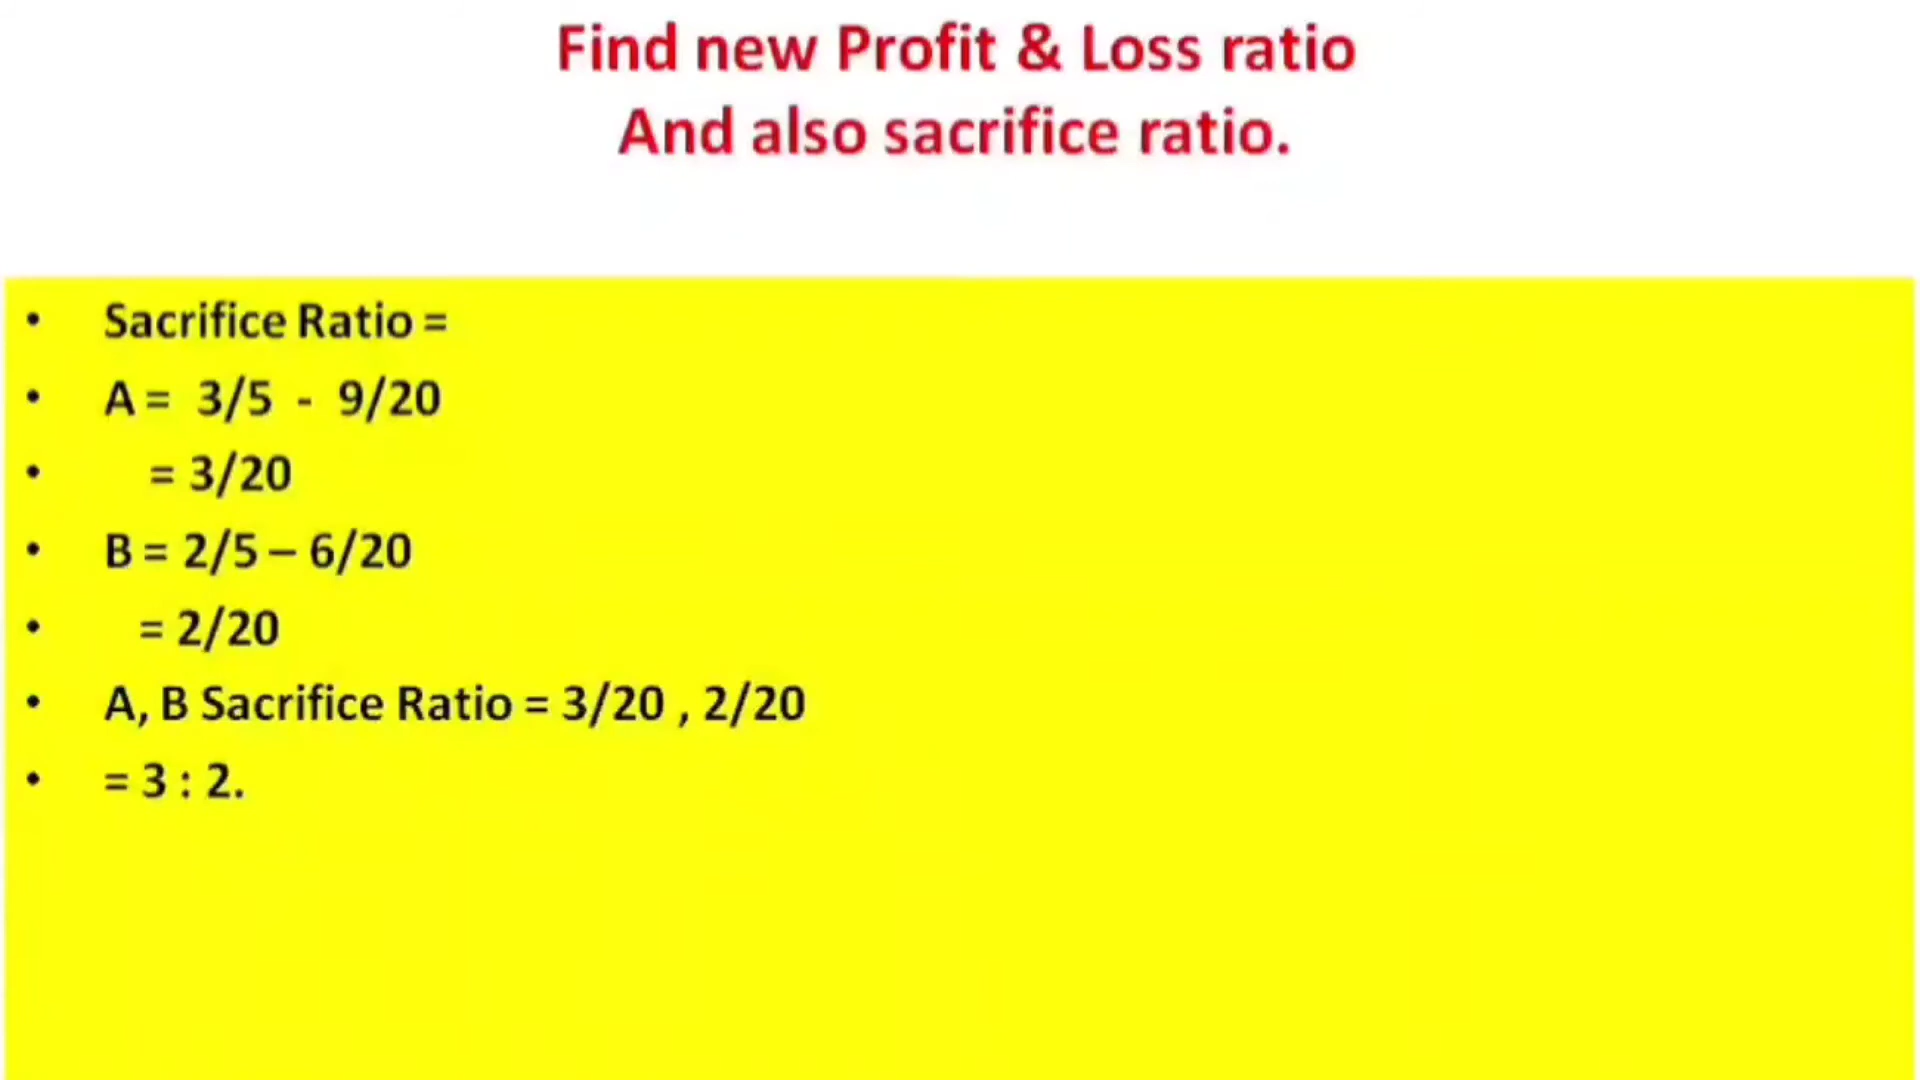 Find new Profit & Loss ratio
And also sacrifice ratio.
• Sacrifice Ratio =
• A = 3/5 - 9/20
• = 3/20
• B = 2/5 – 6/20
• = 2/20
• A, B Sacrifice Ratio = 3/20 , 2/20
• = 3 : 2.